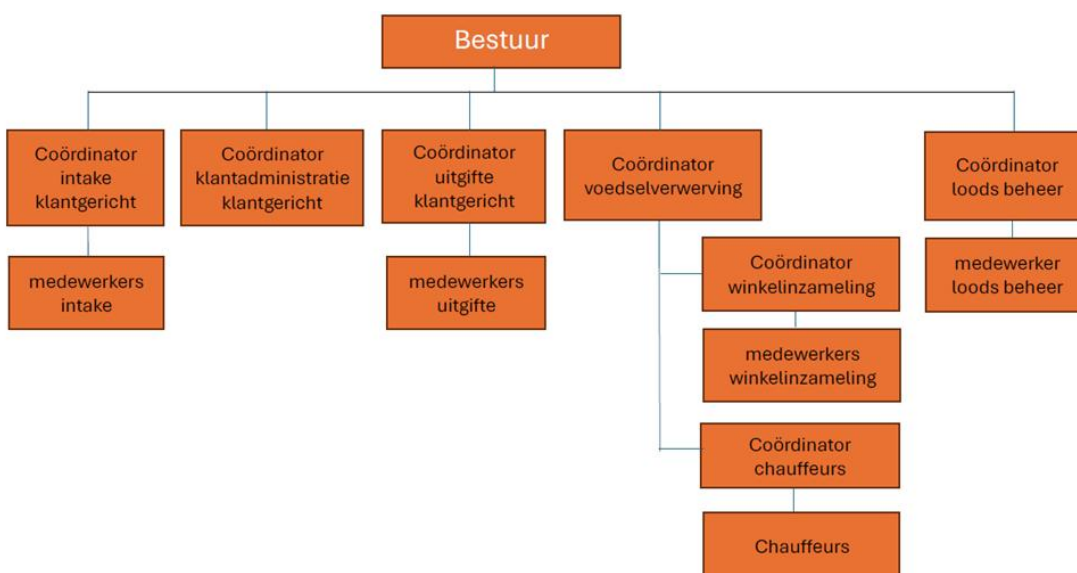 Bestuur
Coördinator
intake
klantgericht
Coördinator
klantadministratie
klantgericht
Coördinator
uitgifte
klantgericht
Coördinator
voedselverwerving
Coördinator
loods beheer
medewerkers
intake
medewerkers
uitgifte
Coördinator
winkelinzameling
medewerker
loods beheer
medewerkers
winkelinzameling
Coördinator
chauffeurs
Chauffeurs